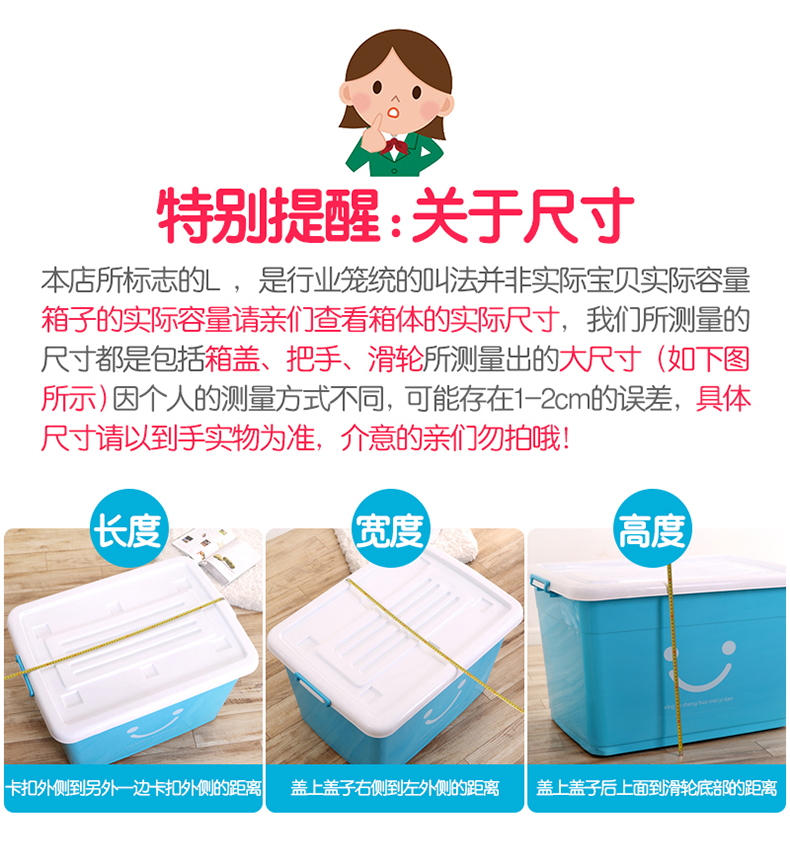 特别提醒:关于尺寸
本店所标志的L ，是行业笼统的叫法并非实际宝贝实际容量
箱子的实际容量请亲们查看箱体的实际尺寸，我们所测量的
尺寸都是包括箱盖、把手、滑轮所测量出的大尺寸（如下图
所示)因个人的测量方式不同,可能存在1-2cm的误差，具体
尺寸请以到手实物为准，介意的亲们勿拍哦!
长度
宽度
高度
卡扣外侧到另外一边卡扣外侧的距离
盖上盖子右侧到左外侧的距离
盖上盖子后上面到滑轮底部的距离